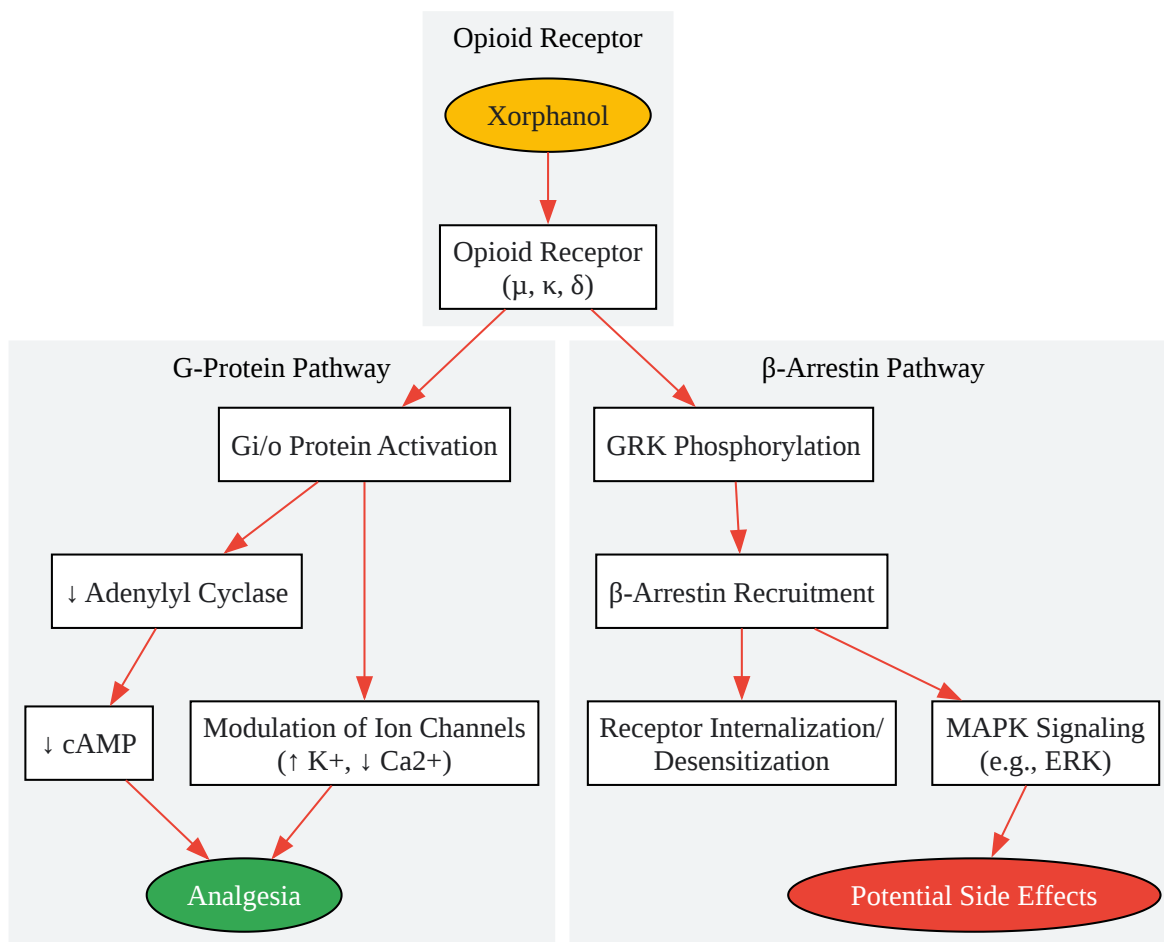 Opioid Receptor
Xorphanol
Opioid Receptor
(μ, κ, δ)
G-Protein Pathway
Gi/o Protein Activation
↓ Adenylyl Cyclase
↓ cAMP
Modulation of Ion Channels
(↑ K+, ↓ Ca2+)
Analgesia
β-Arrestin Pathway
GRK Phosphorylation
β-Arrestin Recruitment
Receptor Internalization/
Desensitization
MAPK Signaling
(e.g., ERK)
Potential Side Effects